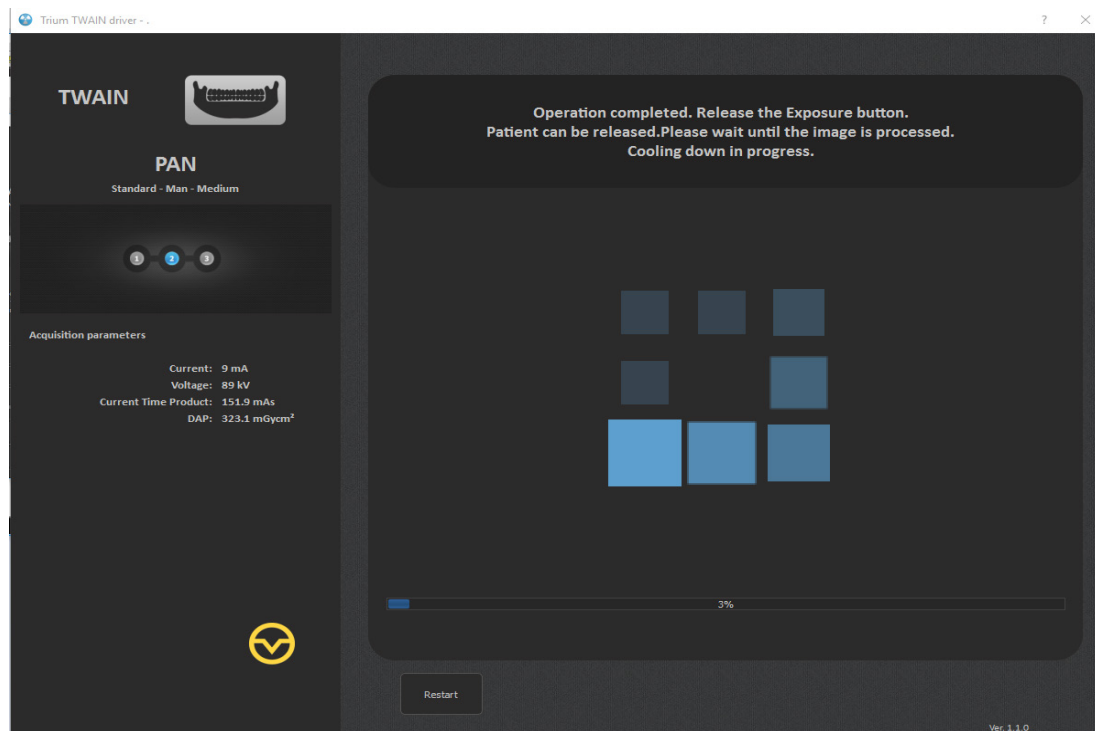 Trium TWAIN driver - .
?
TWAIN
PAN
Standard - Man - Medium
1 2 3
Acquisition parameters
Current: 9 mA
Voltage: 89 kV
Current Time Product: 151.9 mAs
DAP: 323.1 mGycm²
Operation completed. Release the Exposure button.
Patient can be released.Please wait until the image is processed.
Cooling down in progress.
3%
Restart
Ver. 1.1.0